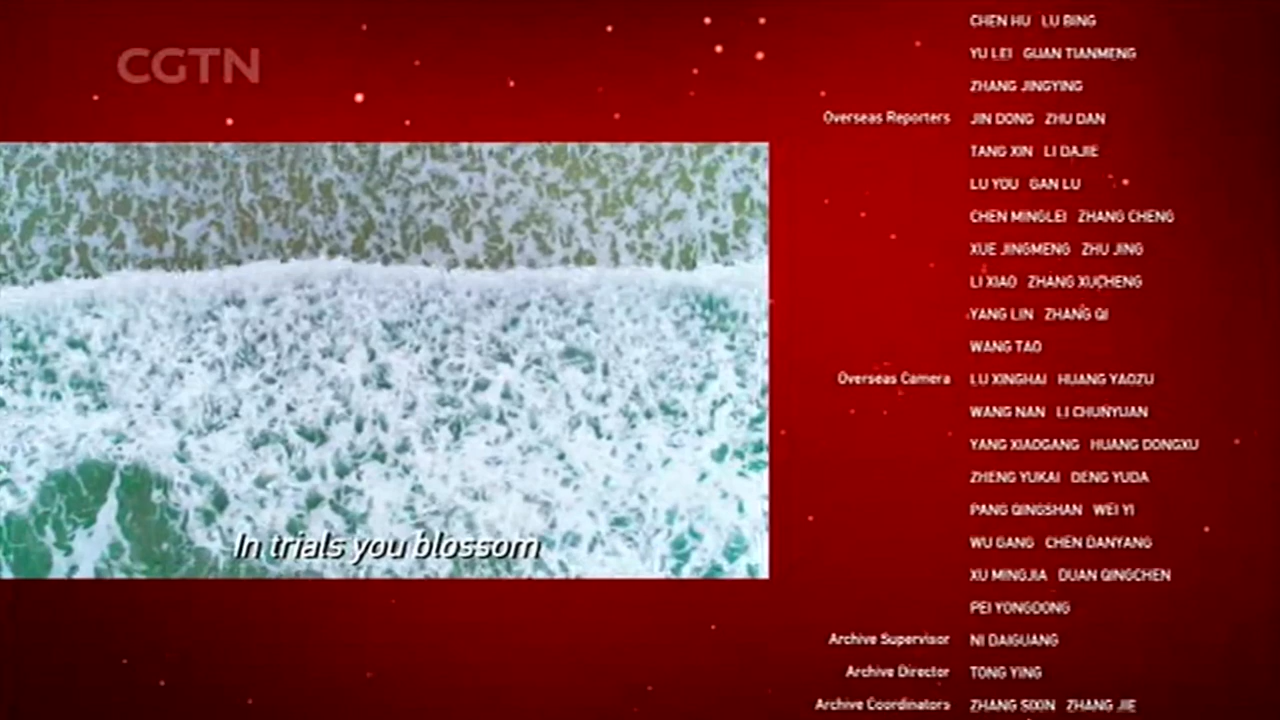 CGTN
In trials you blossom
CHEN HU LU BING
YU LEI GUAN TIANMENG
ZHANG JINGYING
Overseas Reporters JIN DONG ZHU DAN
TANG XIN LI DAJIE
LU YOU GAN LU
CHEN MINGLEI ZHANG CHENG
XUE JINGMENG ZHU JING
LI XIAO ZHANG XUCHENG
YANG LIN ZHANG QI
WANG TAO
Overseas Camera LU XINGHAI HUANG YAOZU
WANG NAN LI CHUNYUAN
YANG XIAOGANG HUANG DONGXU
ZHENG YUKAI DENG YUDA
PANG QINGSHAN WEI YI
WU GANG CHEN DANYANG
XU MINGJIA DUAN QINGCHEN
PEI YONGDONG
Archive Supervisor NI DAIGUANG
Archive Director TONG YING
Archive Coordinators ZHANG SIXIN ZHANG JIE